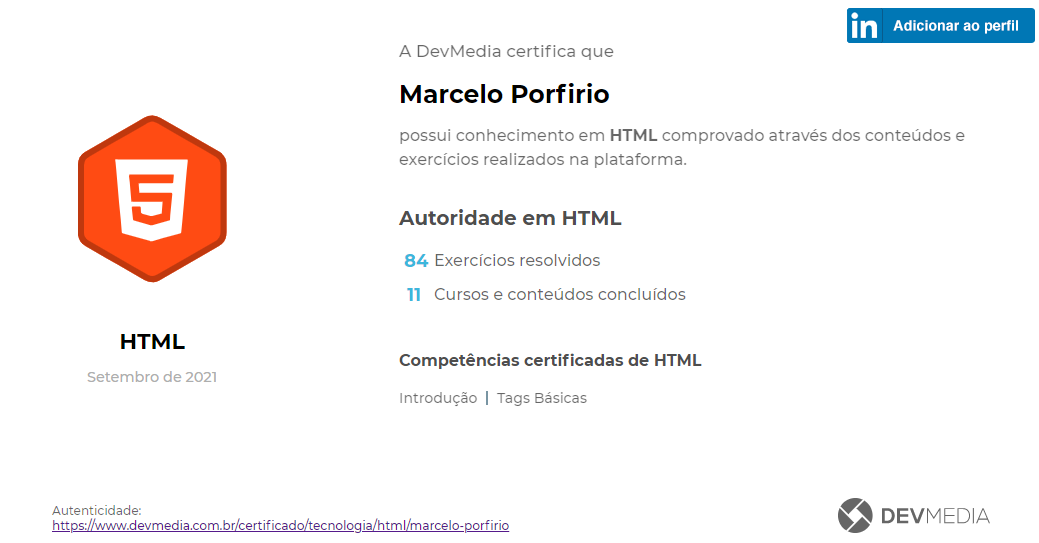 in Adicionar ao perfil
A DevMedia certifica que
Marcelo Porfirio
possui conhecimento em HTML comprovado através dos conteúdos e
exercícios realizados na plataforma.
Autoridade em HTML
84 Exercícios resolvidos
11 Cursos e conteúdos concluídos
HTML
Setembro de 2021
Competências certificadas de HTML
Introdução | Tags Básicas
Autenticidade:
https://www.devmedia.com.br/certificado/tecnologia/html/marcelo-porfirio
DEVMEDIA